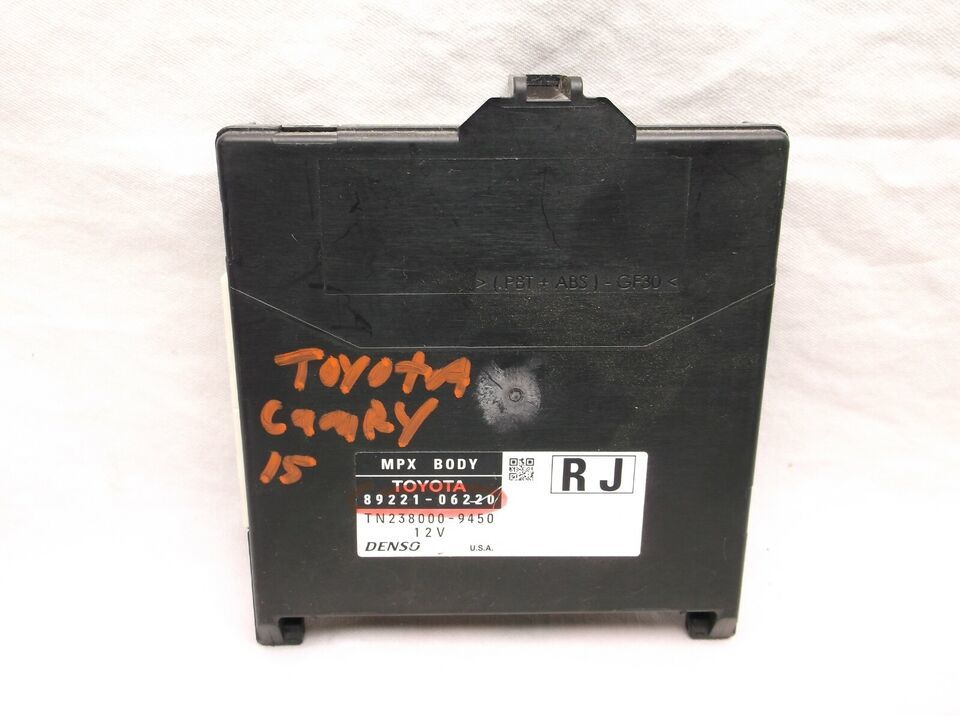 > ( PBT + ABS ) - GF30 <
TOYOTA
CAMRY
15
MPX BODY
TOYOTA
89221-06220
TN238000-9450
12V
DENSO
U.S.A.
RJ